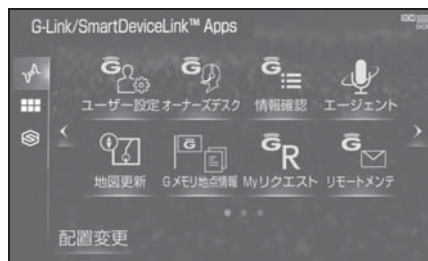 G-Link/SmartDeviceLink™ Apps
ユーザー設定 オーナーズデスク 情報確認 エージェント
地図更新 Gメモリ地点情報 Myリクエスト リモートメンテ
配置変更